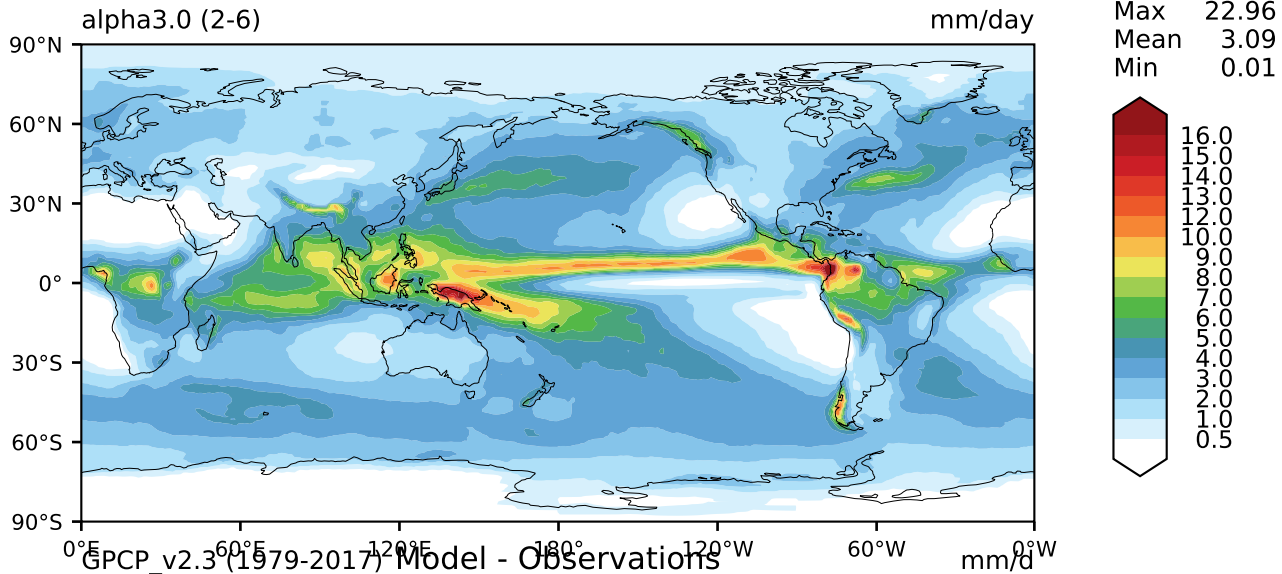 alpha3.0 (2-6) mm/day
Max 22.96
Mean 3.09
Min 0.01
90°N
60°N
30°N
0°
30°S
60°S
90°S
0°E 60°E 120°E 180° 120°W 60°W 0°W
GPCP_v2.3 (1979-2017) Model - Observations mm/d
16.0
15.0
14.0
13.0
12.0
10.0
9.0
8.0
7.0
6.0
5.0
4.0
3.0
2.0
1.0
0.5